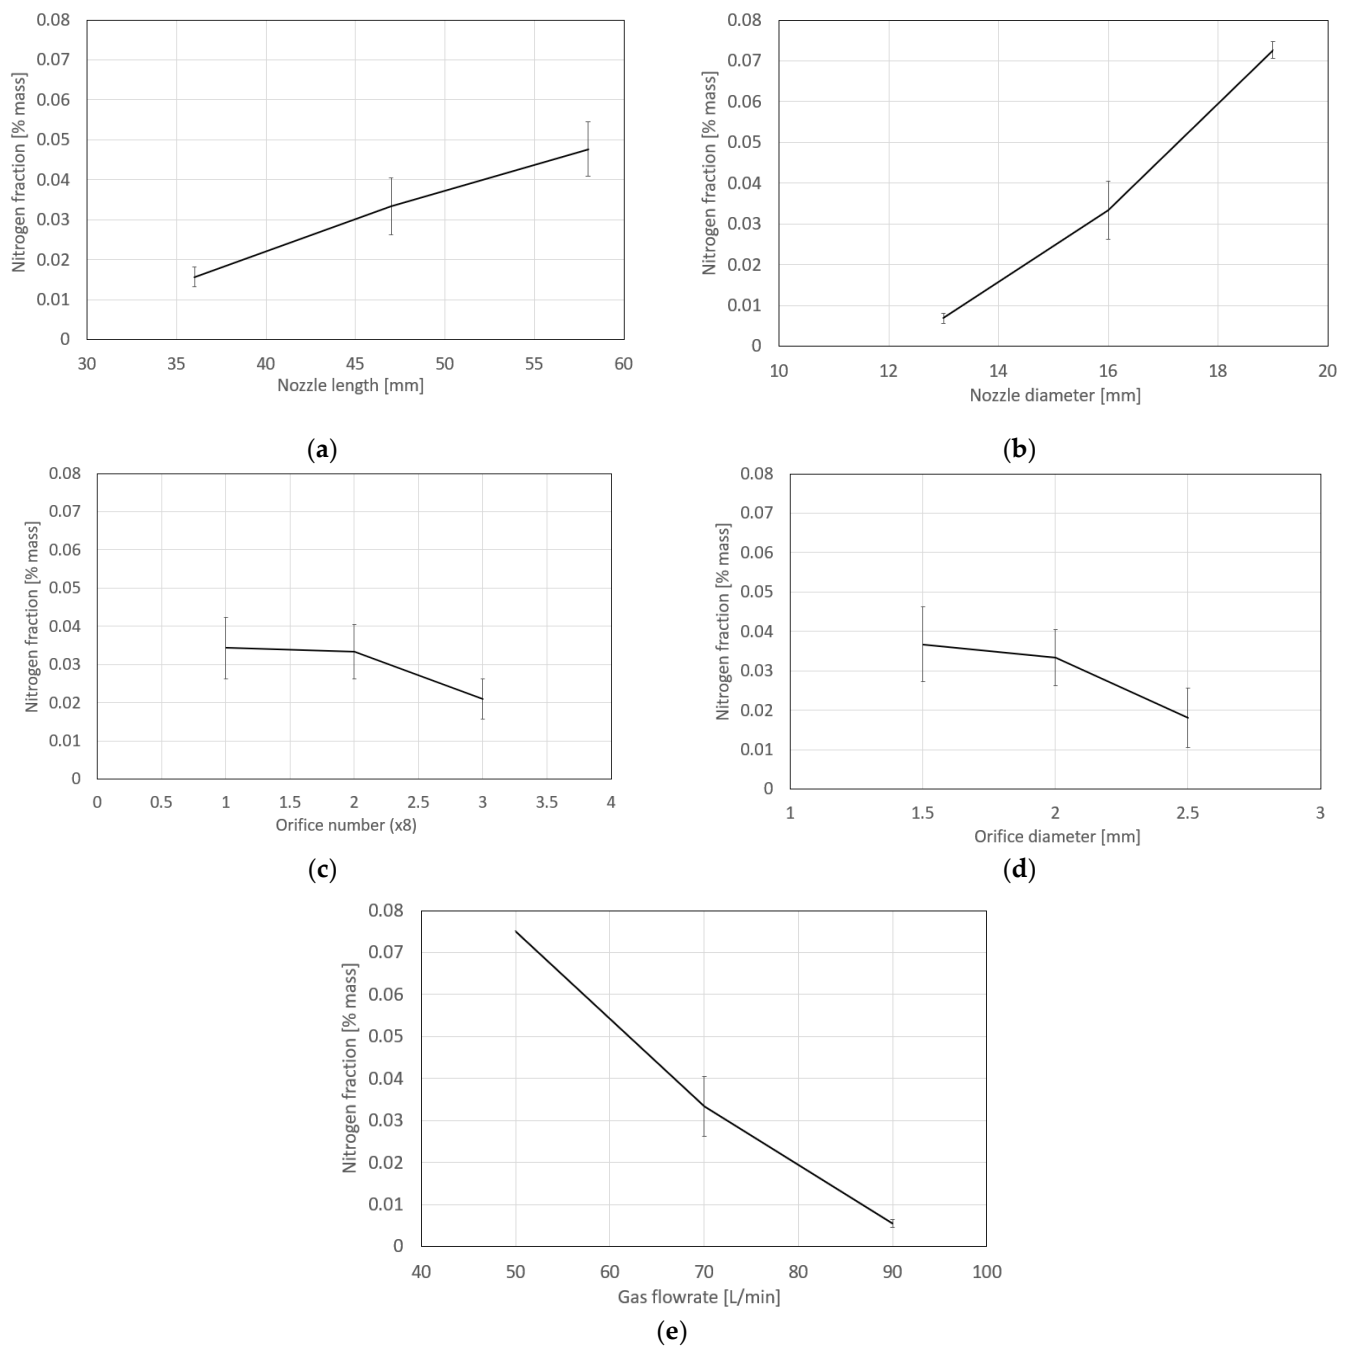 0.08
0.07
0.06
0.05
0.04
0.03
0.02
0.01
0
Nitrogen fraction [% mass]
30 35 40 45 50 55 60
Nozzle length [mm]
(a)
0.08
0.07
0.06
0.05
0.04
0.03
0.02
0.01
0
Nitrogen fraction [% mass]
10 12 14 16 18 20
Nozzle diameter [mm]
(b)
0.08
0.07
0.06
0.05
0.04
0.03
0.02
0.01
0
Nitrogen fraction [% mass]
0 0.5 1 1.5 2 2.5 3 3.5 4
Orifice number (x8)
(c)
0.08
0.07
0.06
0.05
0.04
0.03
0.02
0.01
0
Nitrogen fraction [% mass]
1 1.5 2 2.5 3
Orifice diameter [mm]
(d)
0.08
0.07
0.06
0.05
0.04
0.03
0.02
0.01
0
Nitrogen fraction [% mass]
40 50 60 70 80 90 100
Gas flowrate [L/min]
(e)